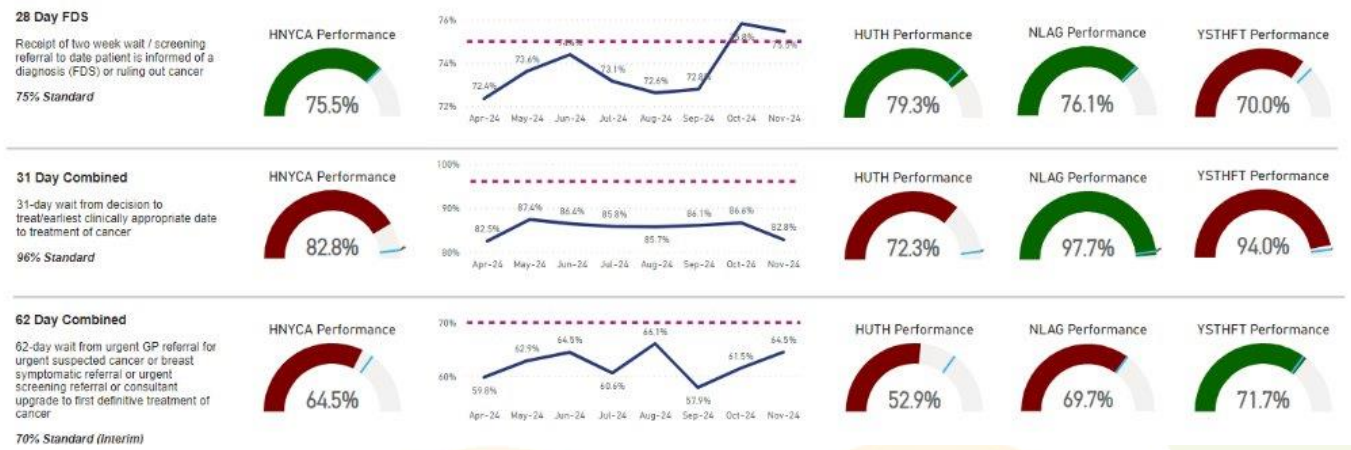 28 Day FDS
Receipt of two week wait / screening
referral to date patient is informed of a
diagnosis (FDS) or ruling out cancer
75% Standard
HNYCA Performance
75.5%
76%
74%
72%
72.4%
73.6%
74.4%
73.1%
72.6%
72.8%
75.8%
75.5%
Apr-24 May-24 Jun-24 Jul-24 Aug-24 Sep-24 Oct-24 Nov-24
HUTH Performance
79.3%
NLAG Performance
76.1%
YSTHFT Performance
70.0%
31 Day Combined
31-day wait from decision to
treat/earliest clinically appropriate date
to treatment of cancer
96% Standard
HNYCA Performance
82.8%
100%
90%
80%
82.5%
87.4%
86.4%
85.8%
85.7%
86.1%
86.6%
82.8%
Apr-24 May-24 Jun-24 Jul-24 Aug-24 Sep-24 Oct-24 Nov-24
HUTH Performance
72.3%
NLAG Performance
97.7%
YSTHFT Performance
94.0%
62 Day Combined
62-day wait from urgent GP referral for
urgent suspected cancer or breast
symptomatic referral or urgent
screening referral or consultant
upgrade to first definitive treatment of
cancer
70% Standard (Interim)
HNYCA Performance
64.5%
70%
60%
59.8%
62.9%
64.5%
60.6%
66.1%
57.9%
61.5%
64.5%
Apr-24 May-24 Jun-24 Jul-24 Aug-24 Sep-24 Oct-24 Nov-24
HUTH Performance
52.9%
NLAG Performance
69.7%
YSTHFT Performance
71.7%